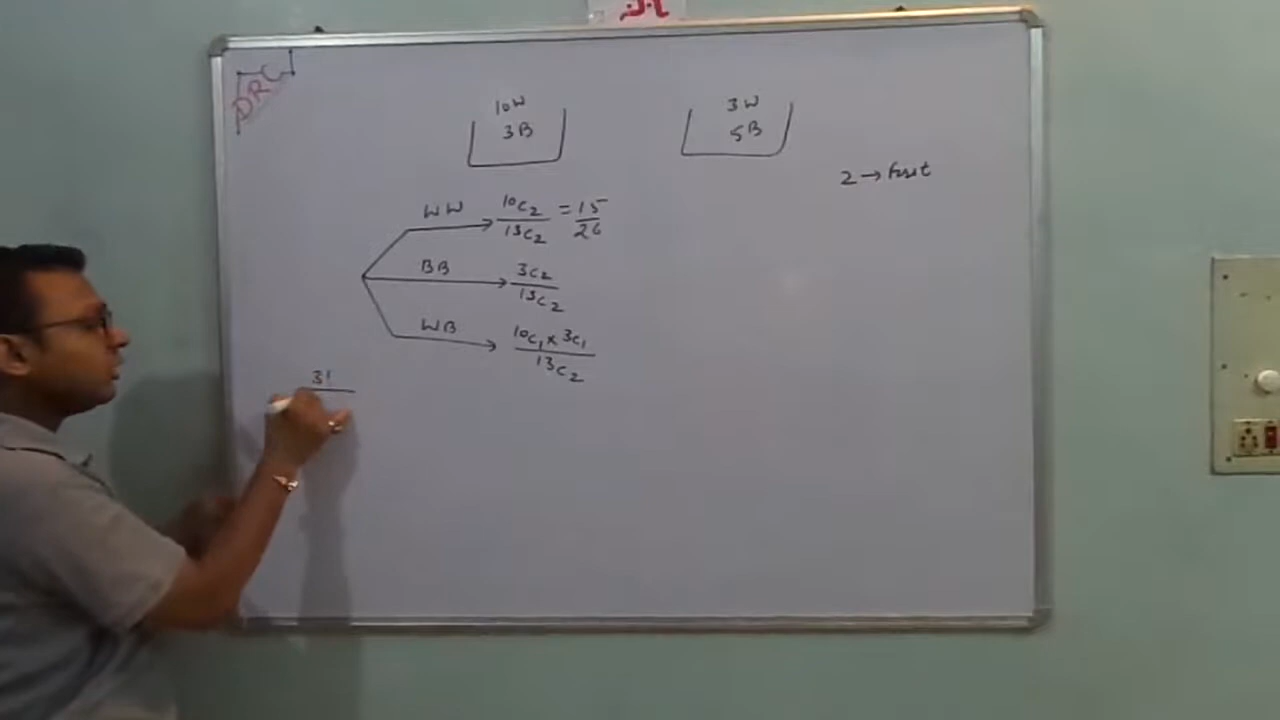 DRC
10W
3B
3W
5B
2 → first
WW
10C2 / 13C2 = 15 / 26
BB
3C2 / 13C2
WB
10C1 x 3C1 / 13C2
3!